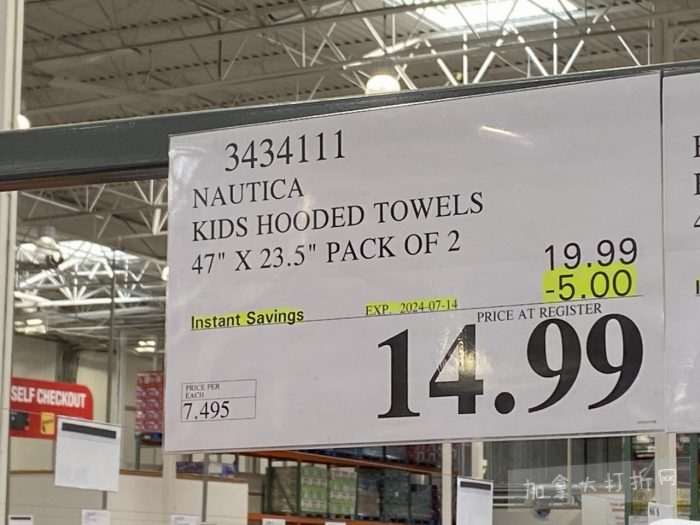 3434111
NAUTICA
KIDS HOODED TOWELS
47" X 23.5" PACK OF 2
19.99
-5.00
Instant Savings
EXP. 2024-07-14
PRICE AT REGISTER
14.99
PRICE PER
EACH
7.495
SELF CHECKOUT
加拿大打折网